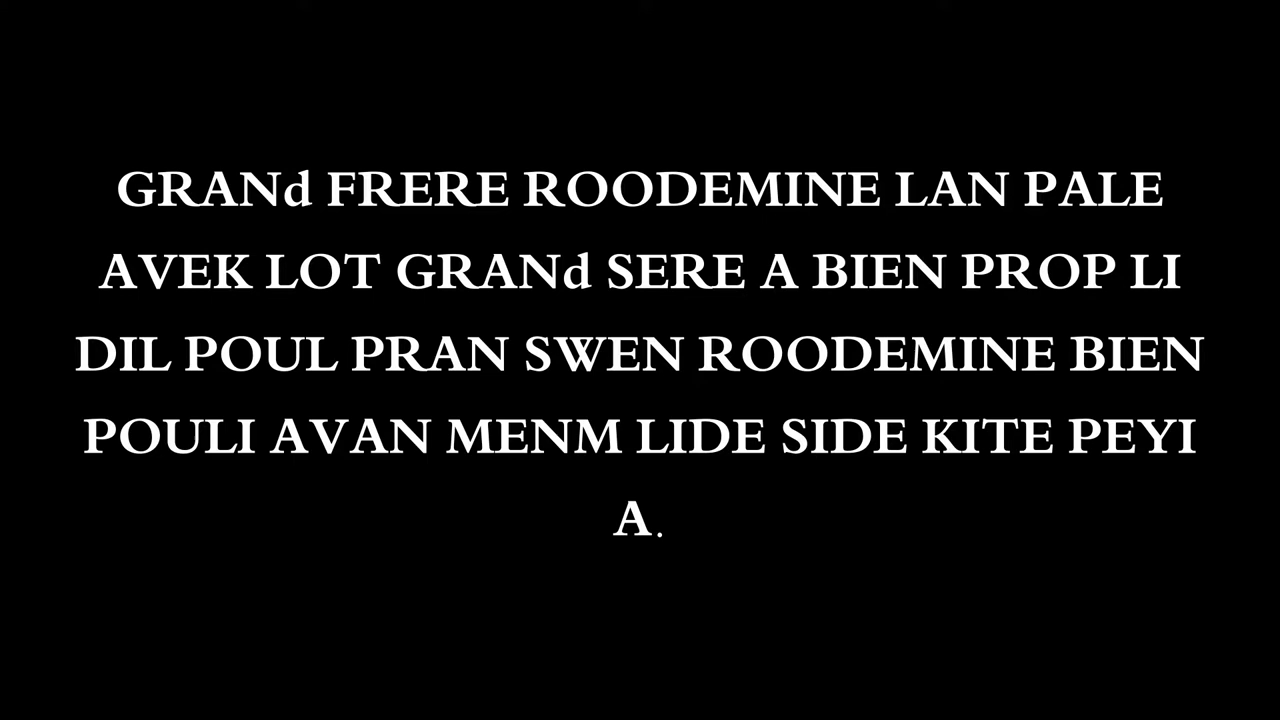 GRANd FRERE ROODEMINE LAN PALE
AVEK LOT GRANd SERE A BIEN PROP LI
DIL POUL PRAN SWEN ROODEMINE BIEN
POULI AVAN MENM LIDE SIDE KITE PEYI
A.